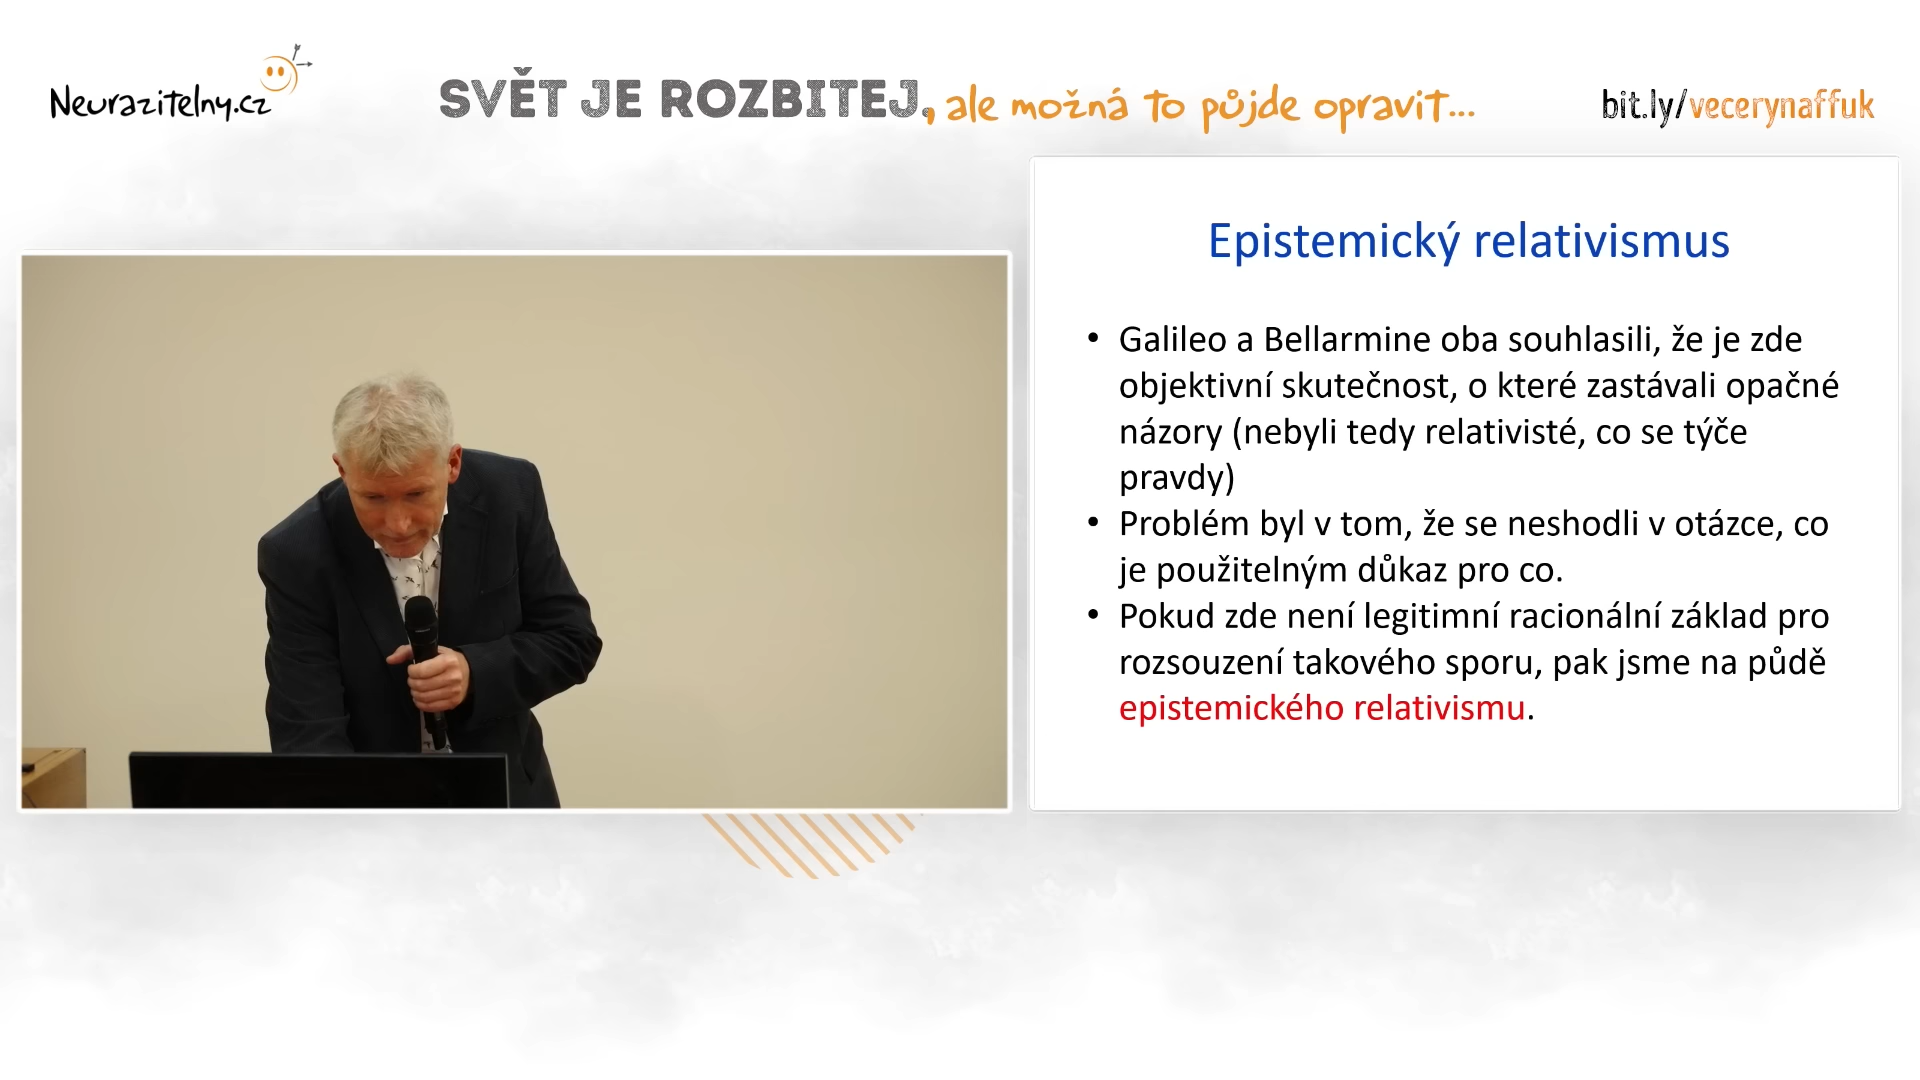 Neurazitelny.cz
SVĚT JE ROZBITEJ, ale možná to půjde opravit...
bit.ly/vecerynaffuk
Epistemický relativismus
• Galileo a Bellarmine oba souhlasili, že je zde
objektivní skutečnost, o které zastávali opačné
názory (nebyli tedy relativisté, co se týče
pravdy)
• Problém byl v tom, že se neshodli v otázce, co
je použitelným důkaz pro co.
• Pokud zde není legitimní racionální základ pro
rozsouzení takového sporu, pak jsme na půdě
epistemického relativismu.